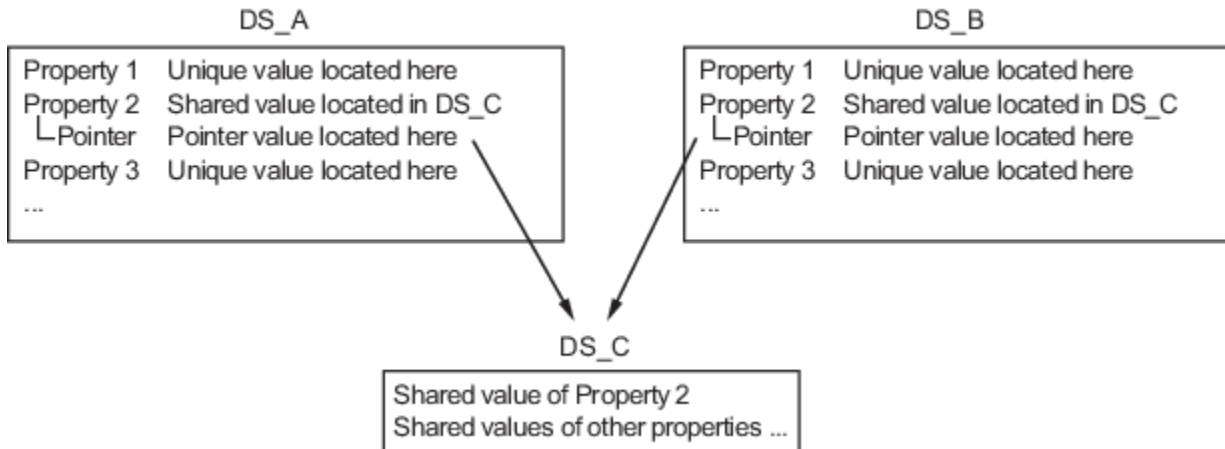 DS_A
Property 1 Unique value located here
Property 2 Shared value located in DS_C
Pointer Pointer value located here
Property 3 Unique value located here
...
DS_B
Property 1 Unique value located here
Property 2 Shared value located in DS_C
Pointer Pointer value located here
Property 3 Unique value located here
...
DS_C
Shared value of Property 2
Shared values of other properties ...